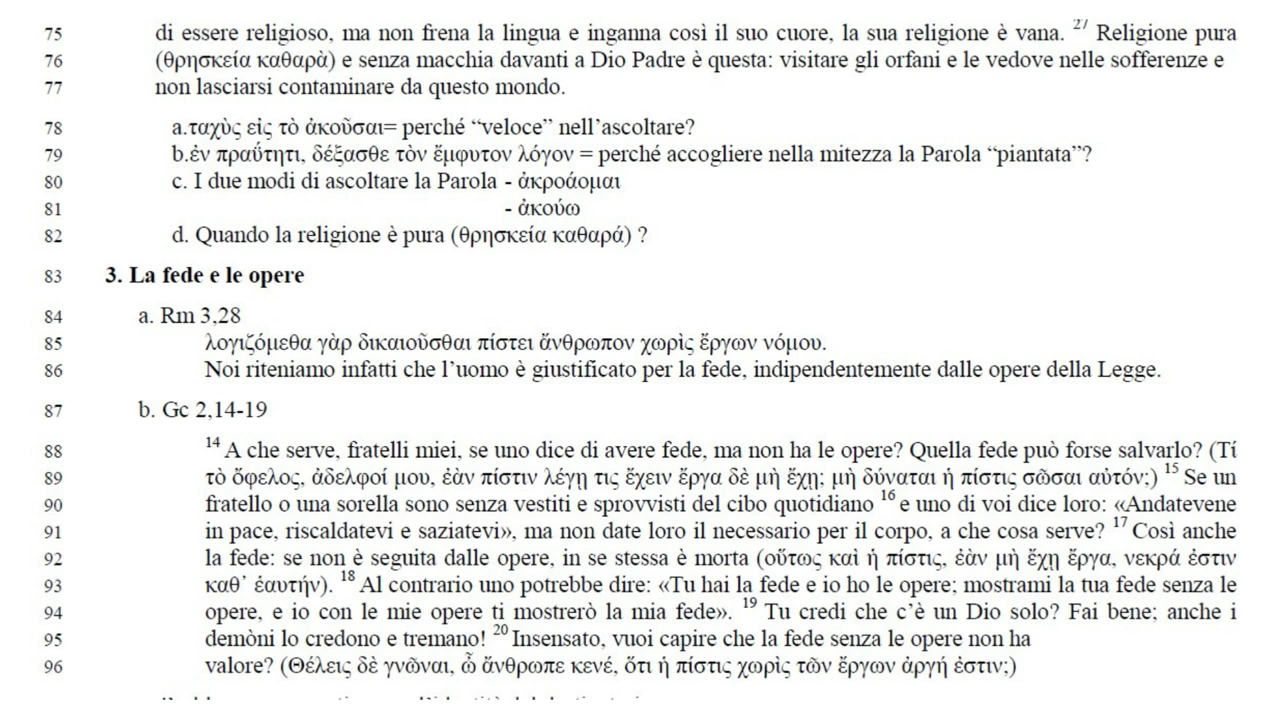 75 di essere religioso, ma non frena la lingua e inganna così il suo cuore, la sua religione è vana. 27 Religione pura
76 (θρησκεία καθαρὰ) e senza macchia davanti a Dio Padre è questa: visitare gli orfani e le vedove nelle sofferenze e
77 non lasciarsi contaminare da questo mondo.
78 a.ταχὺς εἰς τὸ ἀκοῦσαι= perché “veloce” nell’ascoltare?
79 b.ἐν πραΰτητι, δέξασθε τὸν ἔμφυτον λόγον = perché accogliere nella mitezza la Parola “piantata”?
80 c. I due modi di ascoltare la Parola - ἀκροάομαι
81 - ἀκούω
82 d. Quando la religione è pura (θρησκεία καθαρά) ?
83 3. La fede e le opere
84 a. Rm 3,28
85 λογιζόμεθα γὰρ δικαιοῦσθαι πίστει ἄνθρωπον χωρὶς ἔργων νόμου.
86 Noi riteniamo infatti che l’uomo è giustificato per la fede, indipendentemente dalle opere della Legge.
87 b. Gc 2,14-19
88 14 A che serve, fratelli miei, se uno dice di avere fede, ma non ha le opere? Quella fede può forse salvarlo? (Τί
89 τὸ ὄφελος, ἀδελφοί μου, ἐὰν πίστιν λέγῃ τις ἔχειν ἔργα δὲ μὴ ἔχῃ; μὴ δύναται ἡ πίστις σῶσαι αὐτόν;) 15 Se un
90 fratello o una sorella sono senza vestiti e sprovvisti del cibo quotidiano 16 e uno di voi dice loro: «Andatevene
91 in pace, riscaldatevi e saziatevi», ma non date loro il necessario per il corpo, a che cosa serve? 17 Così anche
92 la fede: se non è seguita dalle opere, in se stessa è morta (οὕτως καὶ ἡ πίστις, ἐὰν μὴ ἔχῃ ἔργα, νεκρά ἐστιν
93 καθ᾽ ἑαυτήν). 18 Al contrario uno potrebbe dire: «Tu hai la fede e io ho le opere; mostrami la tua fede senza le
94 opere, e io con le mie opere ti mostrerò la mia fede». 19 Tu credi che c’è un Dio solo? Fai bene; anche i
95 demòni lo credono e tremano! 20 Insensato, vuoi capire che la fede senza le opere non ha
96 valore? (Θέλεις δὲ γνῶναι, ὦ ἄνθρωπε κενέ, ὅτι ἡ πίστις χωρὶς τῶν ἔργων ἀργή ἐστιν;)